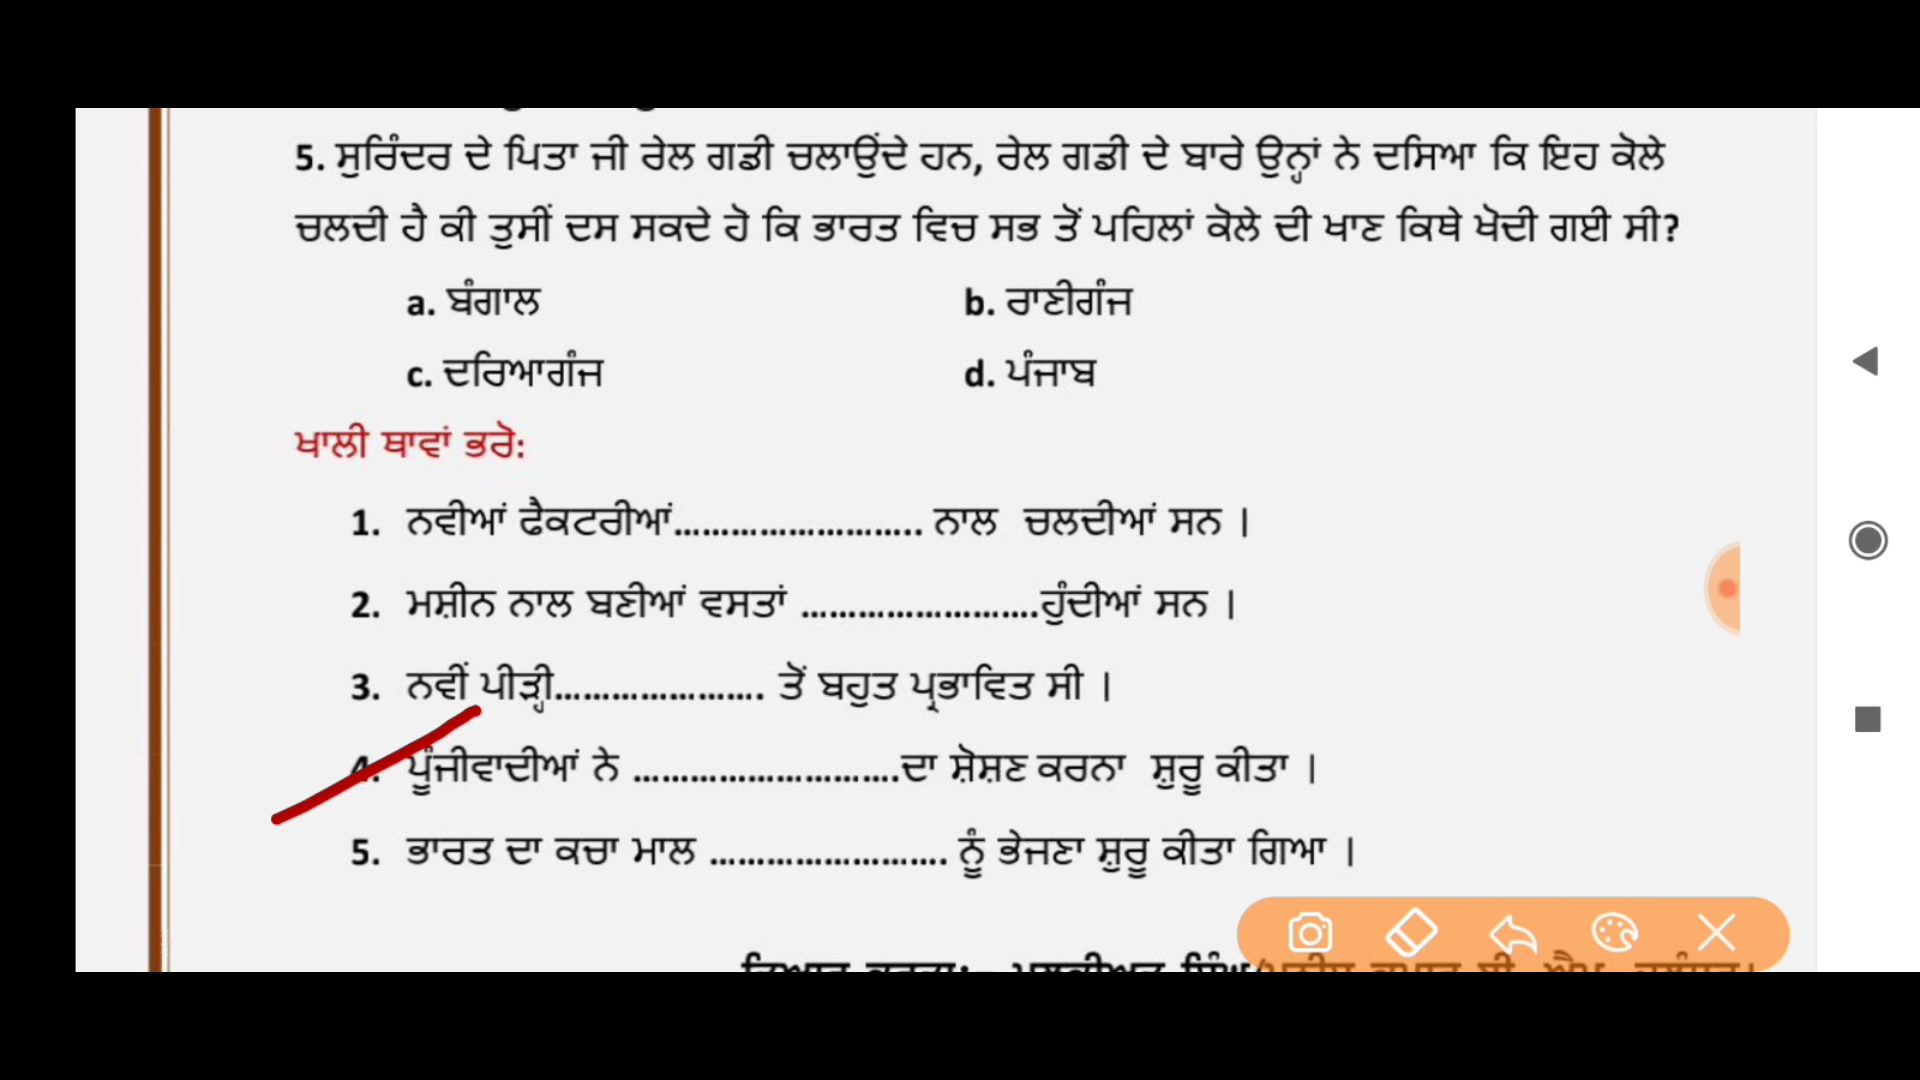 5. ਸੁਰਿੰਦਰ ਦੇ ਪਿਤਾ ਜੀ ਰੇਲ ਗਡੀ ਚਲਾਉਂਦੇ ਹਨ, ਰੇਲ ਗਡੀ ਦੇ ਬਾਰੇ ਉਨ੍ਹਾਂ ਨੇ ਦਸਿਆ ਕਿ ਇਹ ਕੋਲੇ
ਚਲਦੀ ਹੈ ਕੀ ਤੁਸੀਂ ਦਸ ਸਕਦੇ ਹੋ ਕਿ ਭਾਰਤ ਵਿਚ ਸਭ ਤੋਂ ਪਹਿਲਾਂ ਕੋਲੇ ਦੀ ਖਾਣ ਕਿਥੇ ਖੋਦੀ ਗਈ ਸੀ?
a. ਬੰਗਾਲ b. ਰਾਣੀਗੰਜ
c. ਦਰਿਆਗੰਜ d. ਪੰਜਾਬ
ਖਾਲੀ ਥਾਵਾਂ ਭਰੋ:
1. ਨਵੀਆਂ ਫੈਕਟਰੀਆਂ........................ ਨਾਲ ਚਲਦੀਆਂ ਸਨ ।
2. ਮਸ਼ੀਨ ਨਾਲ ਬਣੀਆਂ ਵਸਤਾਂ ........................ਹੁੰਦੀਆਂ ਸਨ ।
3. ਨਵੀਂ ਪੀੜ੍ਹੀ...................... ਤੋਂ ਬਹੁਤ ਪ੍ਰਭਾਵਿਤ ਸੀ ।
4. ਪੂੰਜੀਵਾਦੀਆਂ ਨੇ ...........................ਦਾ ਸ਼ੋਸ਼ਣ ਕਰਨਾ ਸ਼ੁਰੂ ਕੀਤਾ ।
5. ਭਾਰਤ ਦਾ ਕਚਾ ਮਾਲ ........................ ਨੂੰ ਭੇਜਣਾ ਸ਼ੁਰੂ ਕੀਤਾ ਗਿਆ ।